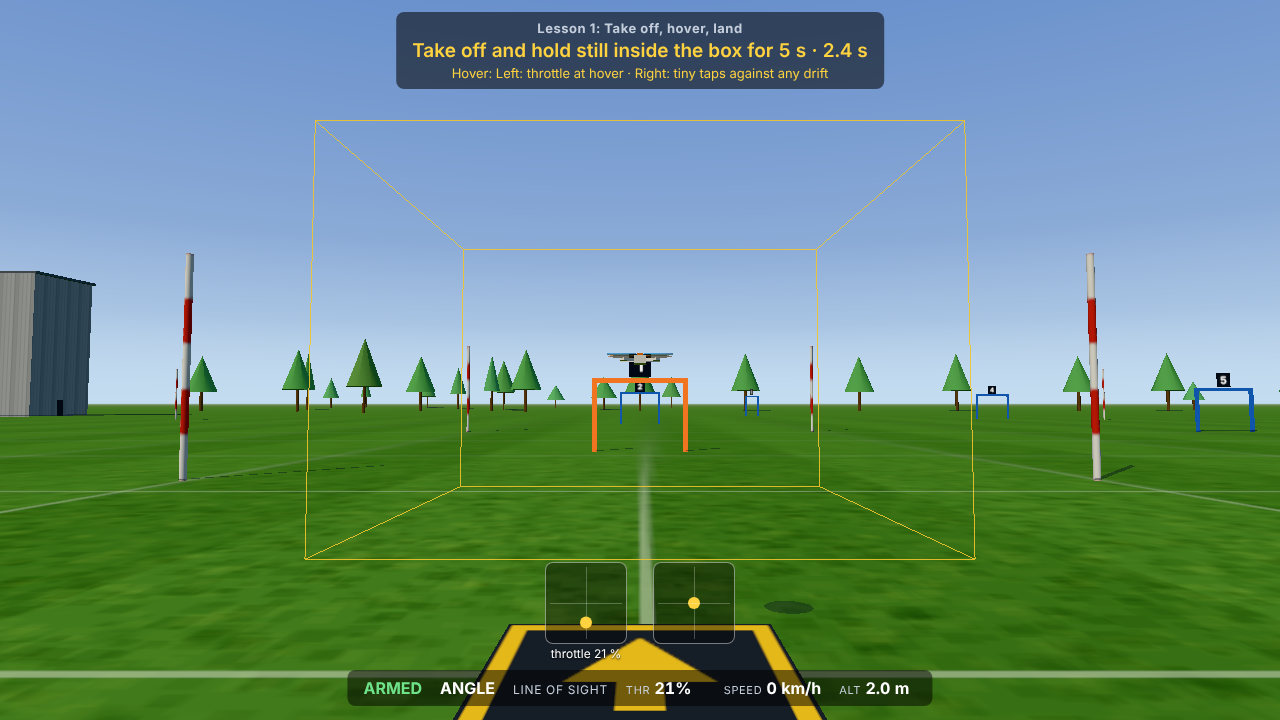 Lesson 1: Take off, hover, land
Take off and hold still inside the box for 5 s · 2.4 s
Hover: Left: throttle at hover · Right: tiny taps against any drift
2
4
5
throttle 21 %
ARMED ANGLE LINE OF SIGHT THR 21% SPEED 0 km/h ALT 2.0 m